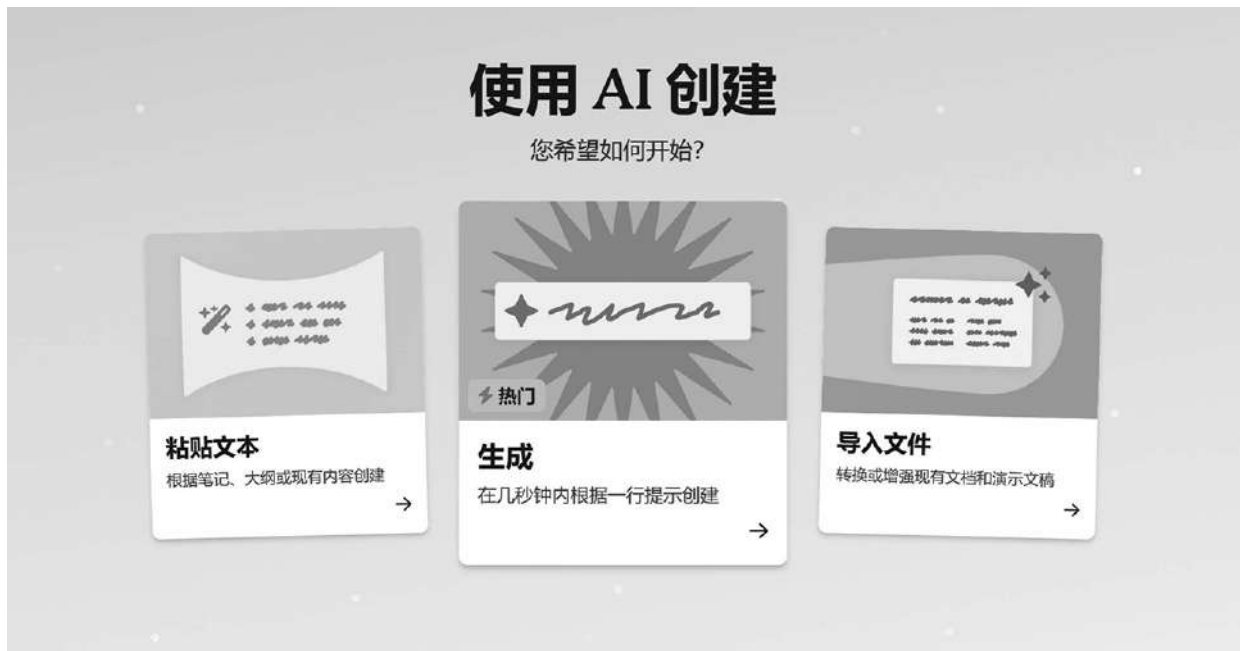 使用 AI 创建
您希望如何开始?
粘贴文本
根据笔记、大纲或现有内容创建
热门
生成
在几秒钟内根据一行提示创建
导入文件
转换或增强现有文档和演示文稿